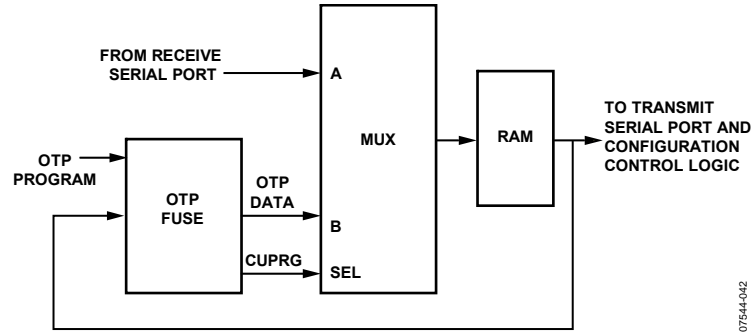 FROM RECEIVE
SERIAL PORT
A
MUX
RAM
TO TRANSMIT
SERIAL PORT AND
CONFIGURATION
CONTROL LOGIC
OTP
PROGRAM
OTP
FUSE
OTP
DATA
B
CUPRG
SEL
07544-042